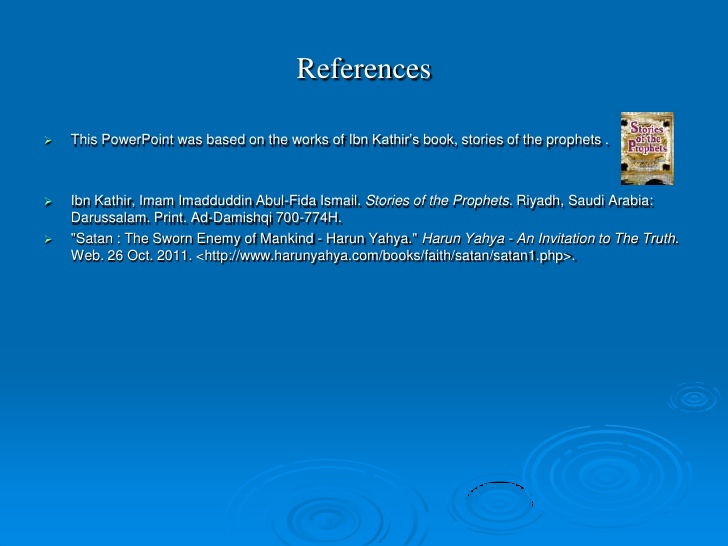 References
This PowerPoint was based on the works of Ibn Kathir’s book, stories of the prophets .
Stories
of the
Prophets
Ibn Kathir, Imam Imadduddin Abul-Fida Ismail. Stories of the Prophets. Riyadh, Saudi Arabia:
Darussalam. Print. Ad-Damishqi 700-774H.
"Satan : The Sworn Enemy of Mankind - Harun Yahya." Harun Yahya - An Invitation to The Truth.
Web. 26 Oct. 2011. <http://www.harunyahya.com/books/faith/satan/satan1.php>.